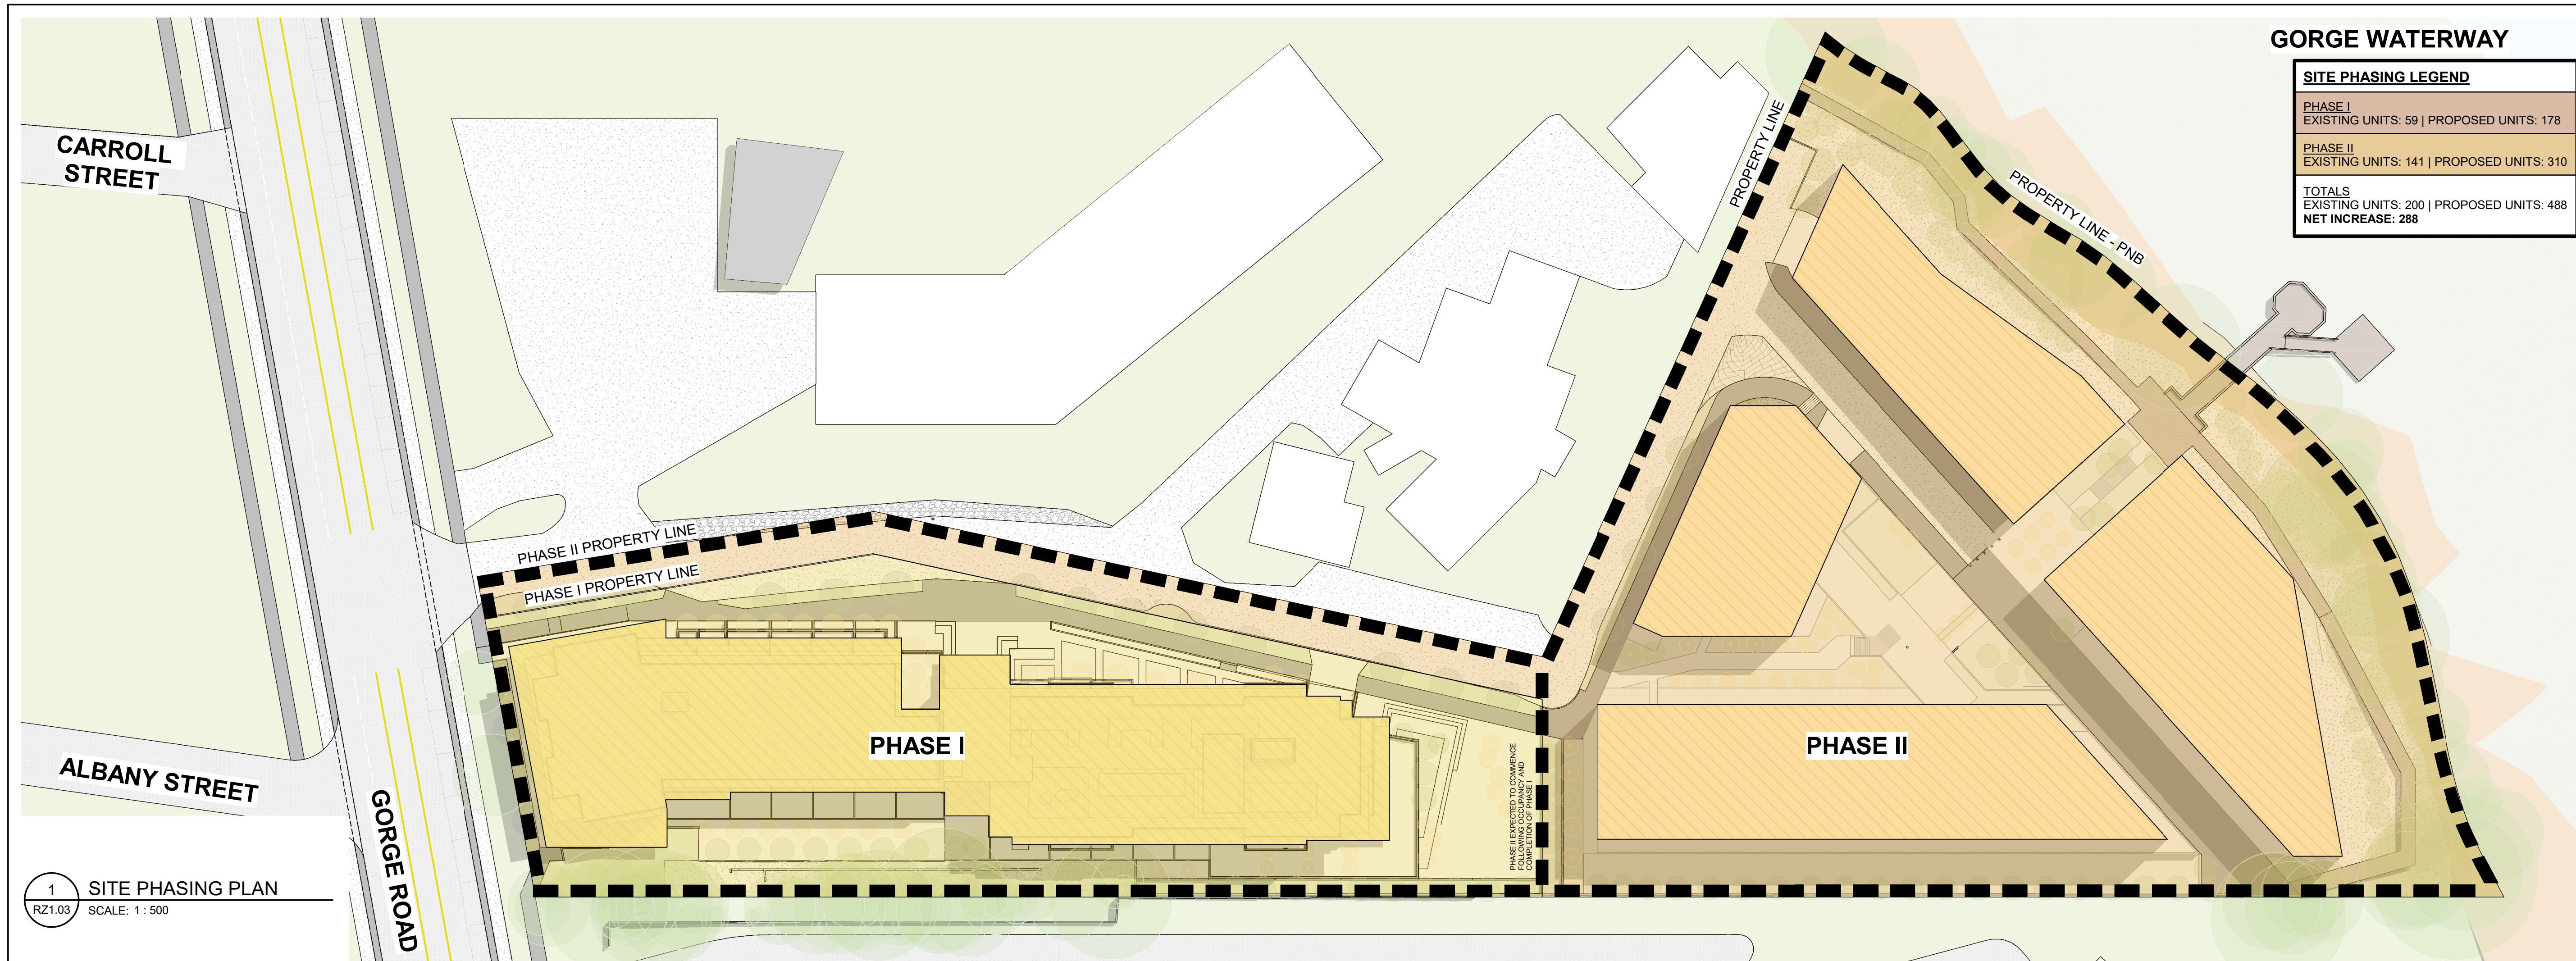 GORGE WATERWAY
SITE PHASING LEGEND
PHASE I
EXISTING UNITS: 59 | PROPOSED UNITS: 178
PHASE II
EXISTING UNITS: 141 | PROPOSED UNITS: 310
TOTALS
EXISTING UNITS: 200 | PROPOSED UNITS: 488
NET INCREASE: 288
CARROLL
STREET
PROPERTY LINE
PROPERTY LINE - PNB
PHASE II PROPERTY LINE
PHASE I PROPERTY LINE
PHASE I
PHASE II
PHASE II EXPECTED TO COMMENCE
FOLLOWING OCCUPANCY AND
COMPLETION OF PHASE I
ALBANY STREET
GORGE ROAD
1
RZ1.03
SITE PHASING PLAN
SCALE: 1 : 500